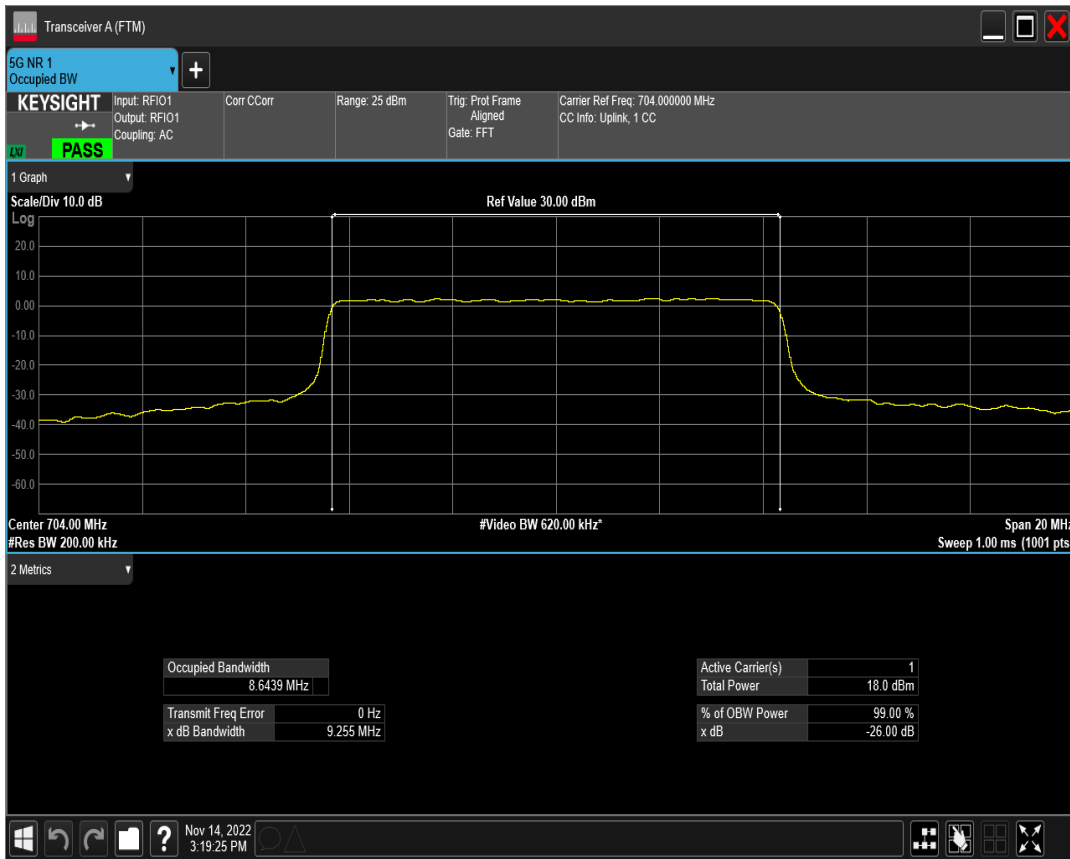 Transceiver A (FTM)
5G NR 1
Occupied BW
KEYSIGHT
LXI
PASS
Input: RFIO1
Output: RFIO1
Coupling: AC
Corr CCorr
Range: 25 dBm
Trig: Prot Frame
Aligned
Gate: FFT
Carrier Ref Freq: 704.000000 MHz
CC Info: Uplink, 1 CC
1 Graph
Scale/Div 10.0 dB
Ref Value 30.00 dBm
Log
20.0
10.0
0.00
-10.0
-20.0
-30.0
-40.0
-50.0
-60.0
Center 704.00 MHz
#Video BW 620.00 kHz*
Span 20 MHz
#Res BW 200.00 kHz
Sweep 1.00 ms (1001 pts
2 Metrics
Occupied Bandwidth
8.6439 MHz
Transmit Freq Error 0 Hz
x dB Bandwidth 9.255 MHz
Active Carrier(s) 1
Total Power 18.0 dBm
% of OBW Power 99.00 %
x dB -26.00 dB
?
Nov 14, 2022
3:19:25 PM